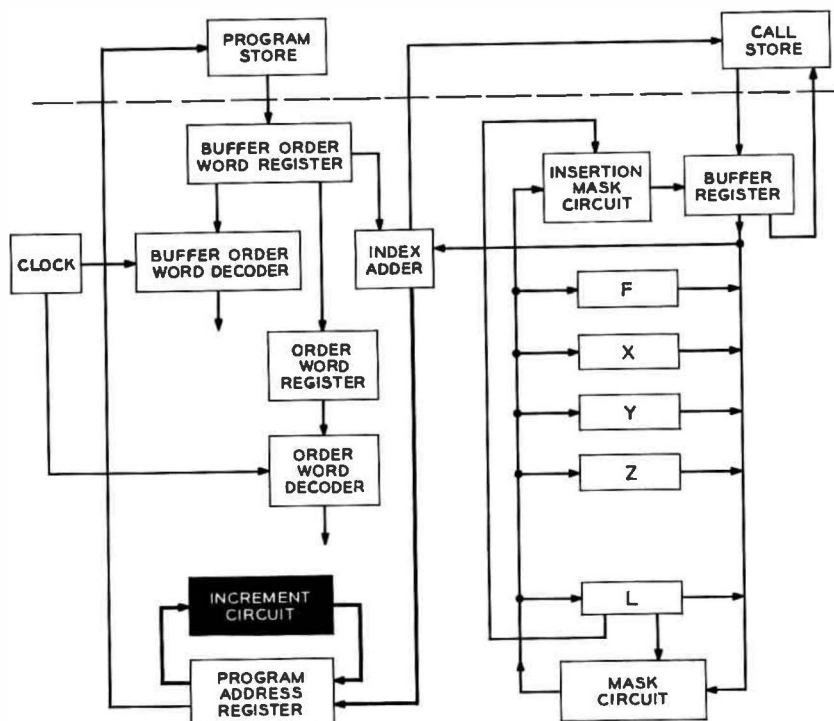 PROGRAM
STORE
CALL
STORE
BUFFER ORDER
WORD REGISTER
INSERTION
MASK
CIRCUIT
BUFFER
REGISTER
CLOCK
BUFFER ORDER
WORD DECODER
INDEX
ADDER
F
ORDER
WORD
REGISTER
X
Y
ORDER
WORD
DECODER
Z
INCREMENT
CIRCUIT
L
PROGRAM
ADDRESS
REGISTER
MASK
CIRCUIT